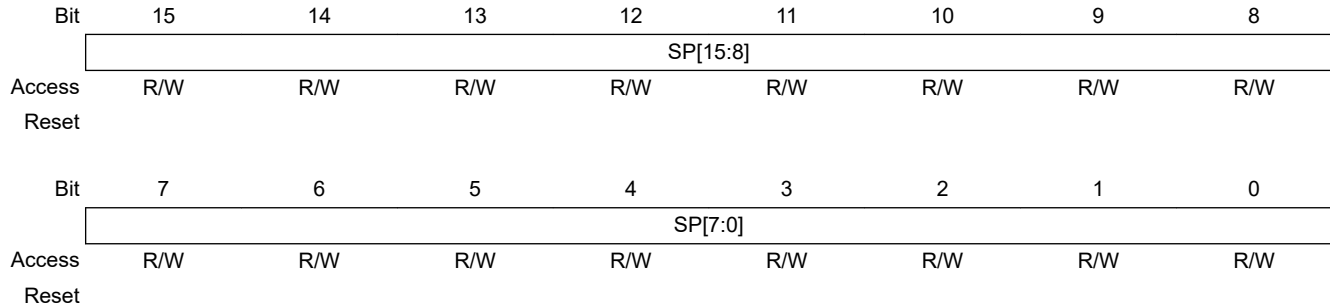 Bit 15 14 13 12 11 10 9 8
SP[15:8]
Access R/W R/W R/W R/W R/W R/W R/W R/W
Reset
Bit 7 6 5 4 3 2 1 0
SP[7:0]
Access R/W R/W R/W R/W R/W R/W R/W R/W
Reset